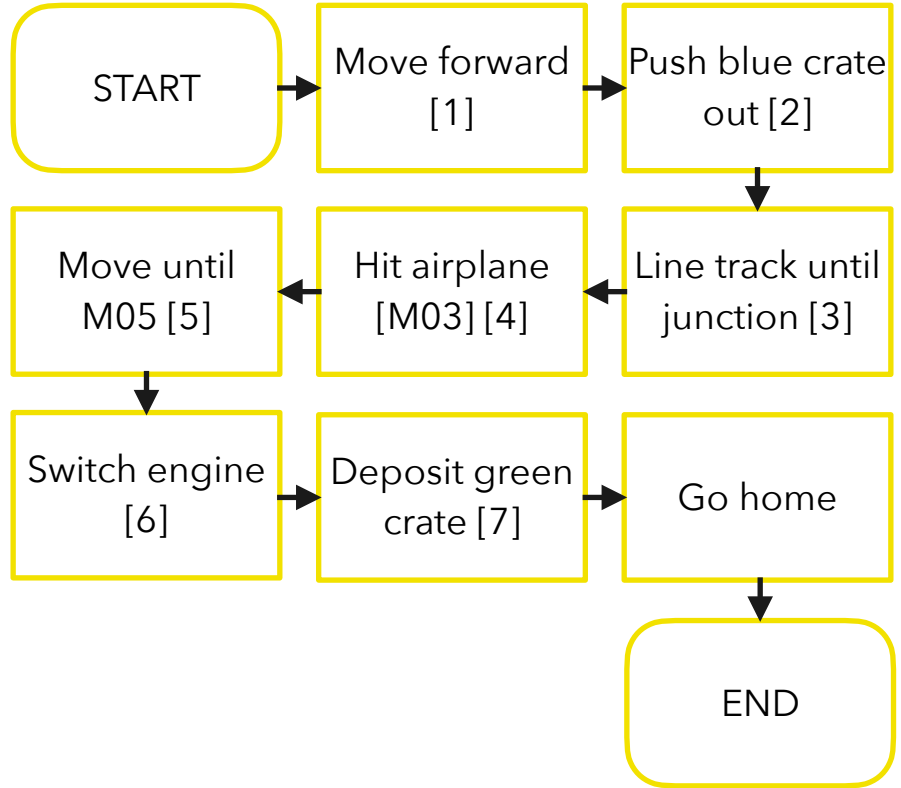 START
Move forward
[1]
Push blue crate
out [2]
Line track until
junction [3]
Hit airplane
[M03] [4]
Move until
M05 [5]
Switch engine
[6]
Deposit green
crate [7]
Go home
END